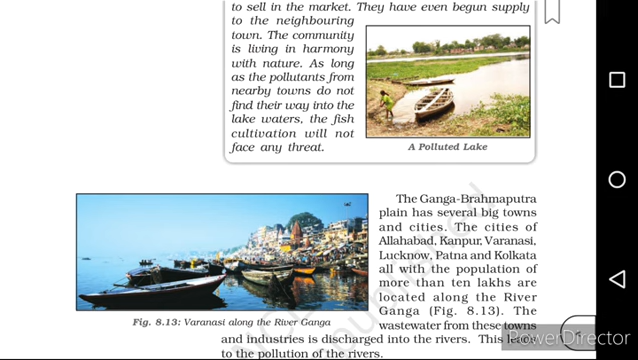 to sell in the market. They have even begun supply
to the neighbouring
town. The community
is living in harmony
with nature. As long
as the pollutants from
nearby towns do not
find their way into the
lake waters, the fish
cultivation will not
face any threat.
A Polluted Lake
The Ganga-Brahmaputra
plain has several big towns
and cities. The cities of
Allahabad, Kanpur, Varanasi,
Lucknow, Patna and Kolkata
all with the population of
more than ten lakhs are
located along the River
Ganga (Fig. 8.13). The
wastewater from these towns
and industries is discharged into the rivers. This leads
to the pollution of the rivers.
Fig. 8.13: Varanasi along the River Ganga
PowerDirector